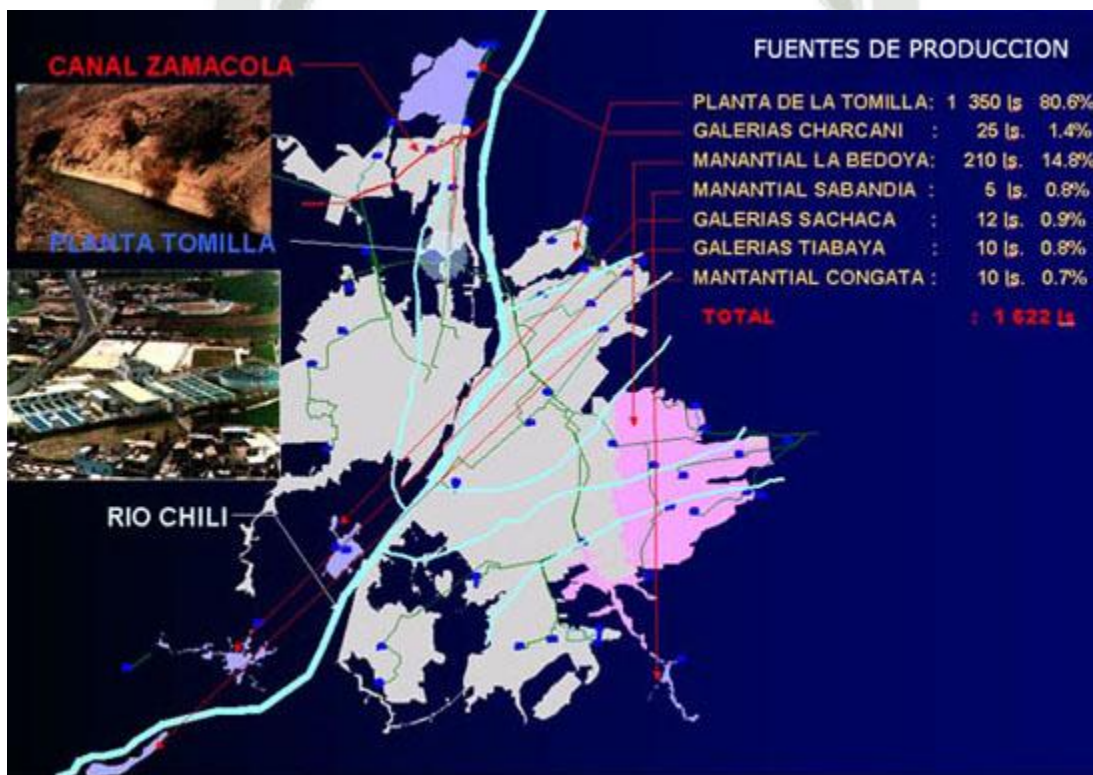 FUENTES DE PRODUCCION
CANAL ZAMACOLA
PLANTA DE LA TOMILLA: 1 350 ls 80.6%
GALERIAS CHARCANI : 25 ls. 1.4%
MANANTIAL LA BEDOYA: 210 ls. 14.8%
MANANTIAL SABANDIA : 5 ls. 0.8%
GALERIAS SACHACA : 12 ls. 0.9%
GALERIAS TIABAYA : 10 ls. 0.8%
MANTANTIAL CONGATA : 10 ls. 0.7%
TOTAL : 1 622 ls
PLANTA TOMILLA
RIO CHILI